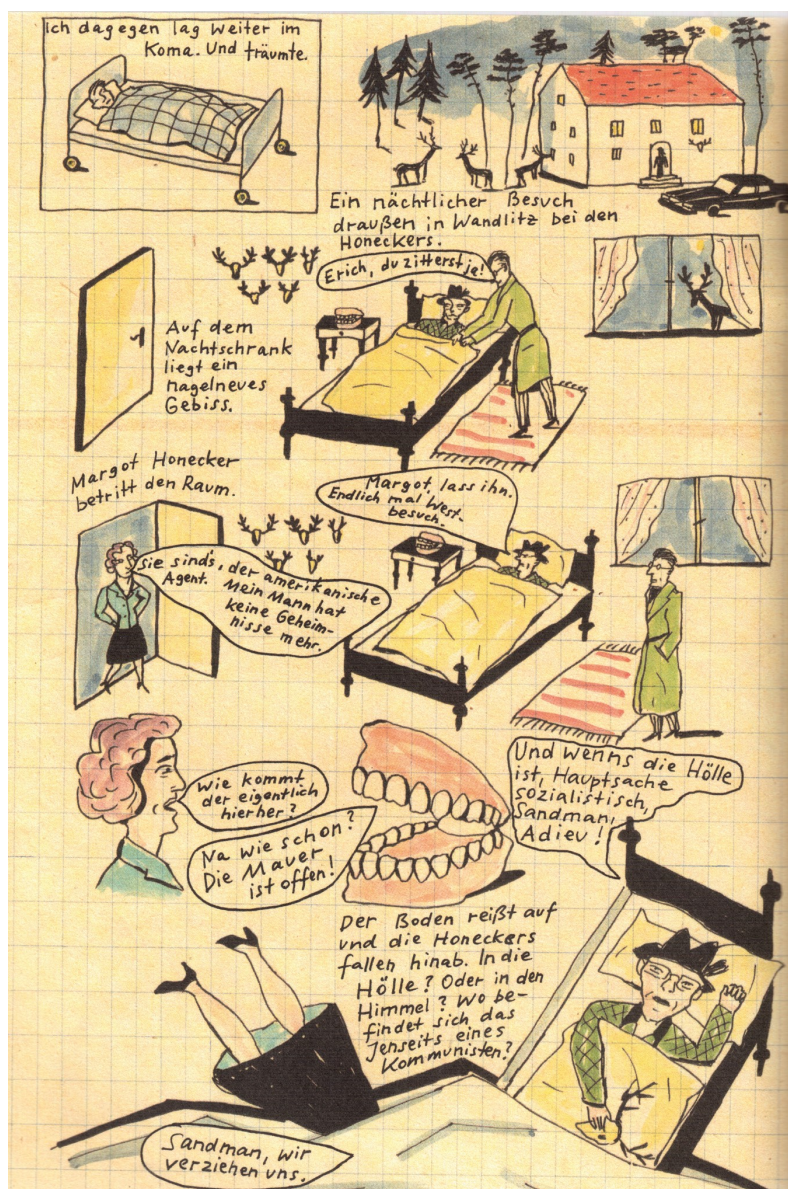 Ich dagegen lag weiter im
Koma. Und träumte.
Ein nächtlicher Besuch
draußen in Wandlitz bei den
Honeckers.
Erich, du zitterst ja!
Auf dem
Nachtschrank
liegt ein
nagelneues
Gebiss.
Margot Honecker
betritt den Raum.
Margot, lass ihn.
Endlich mal West-
besuch.
Sie sind's, der amerikanische
Agent. Mein Mann hat
keine Geheim-
nisse
mehr.
Wie kommt
der eigentlich
hierher?
Na wie schon?
Die Mauer
ist offen!
Und wenns die Hölle
ist, Hauptsache
sozialistisch,
Sandman,
Adieu!
Der Boden reißt auf
und die Honeckers
fallen hinab. In die
Hölle? Oder in den
Himmel? Wo be-
findet sich das
Jenseits eines
Kommunisten?
Sandman, wir
verziehen uns.